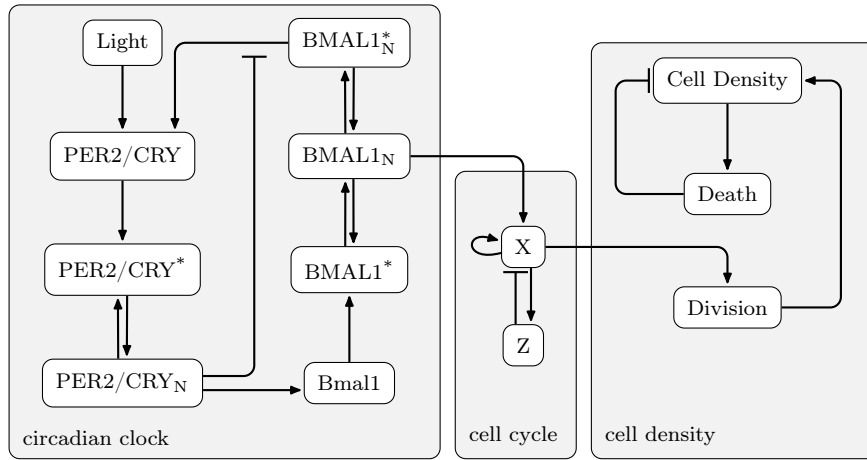 Light
BMAL1*N
Cell Density
PER2/CRY
BMAL1N
Death
X
PER2/CRY*
BMAL1*
Division
Z
PER2/CRYN
Bmal1
circadian clock
cell cycle
cell density